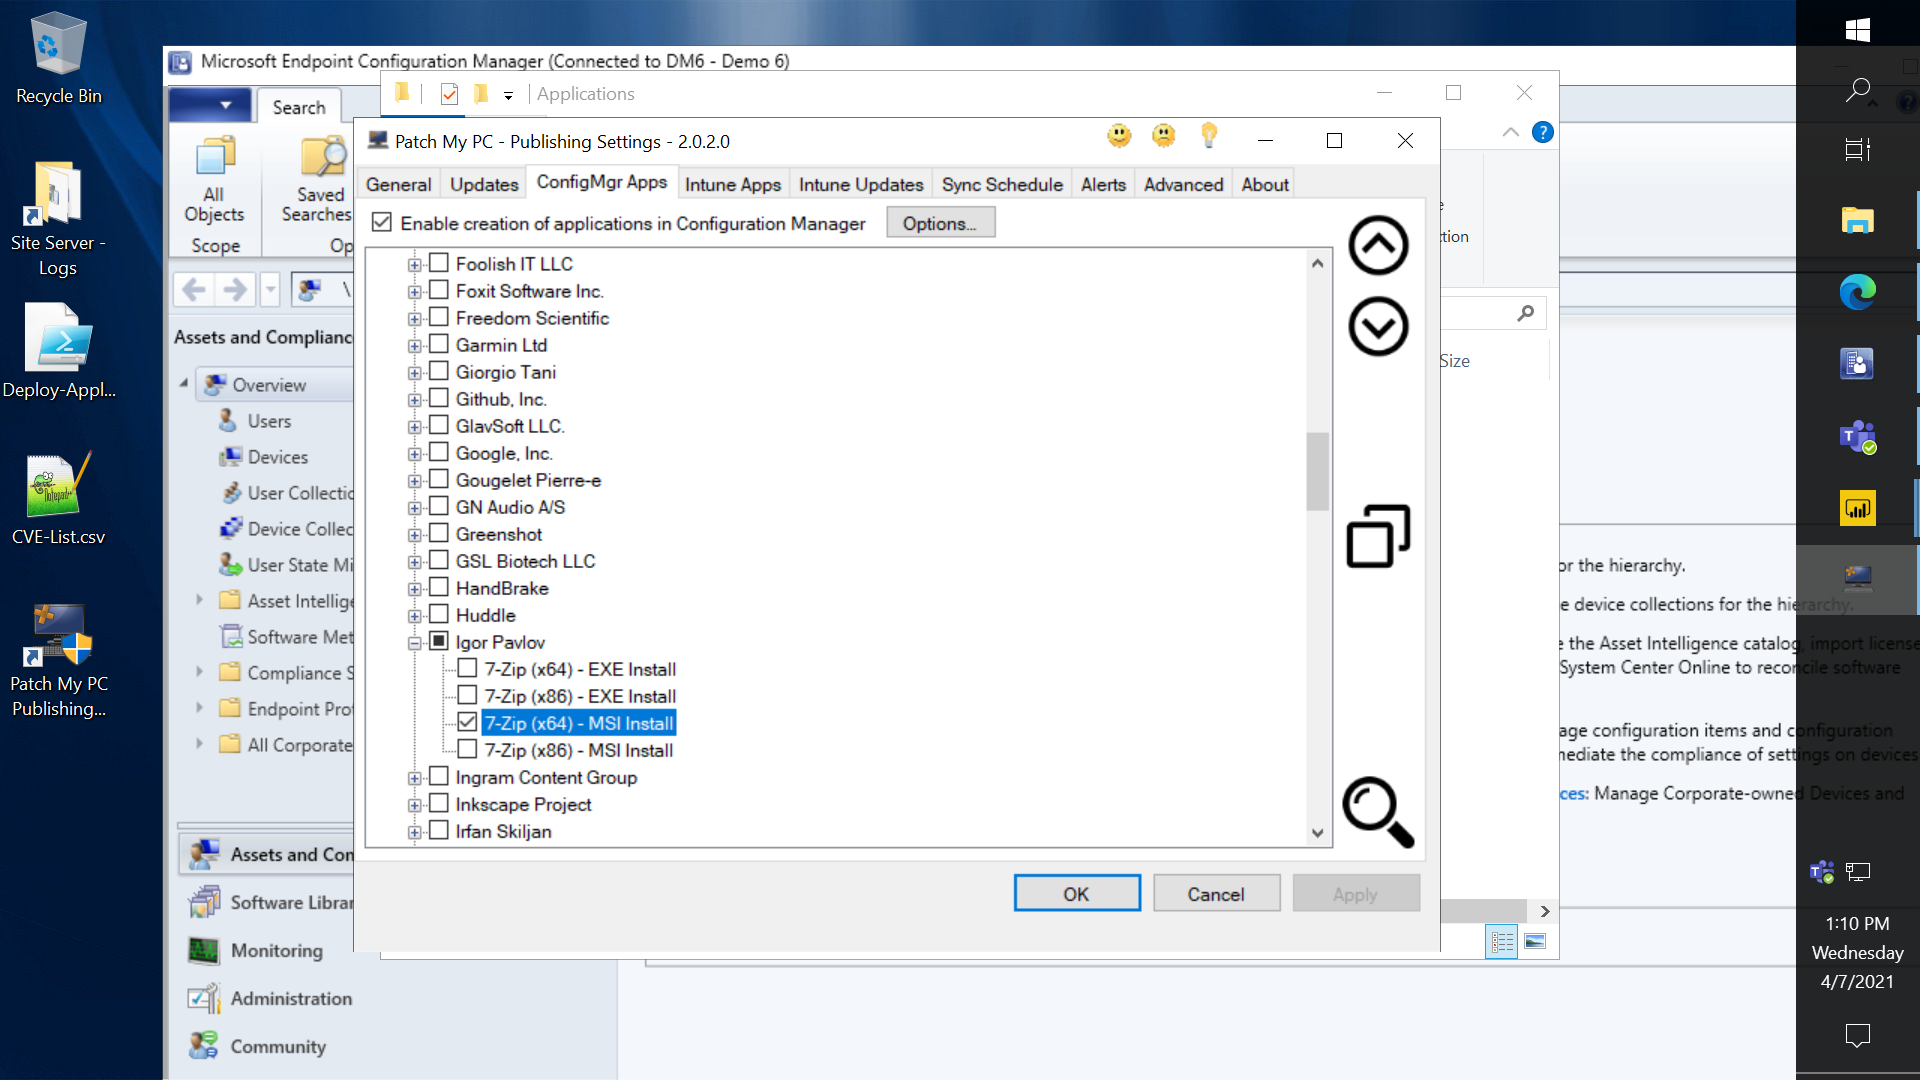 Recycle Bin
Site Server -
Logs
Deploy-Appl...
CVE-List.csv
Patch My PC
Publishing...
Microsoft Endpoint Configuration Manager (Connected to DM6 - Demo 6)
Search
All
Objects
Scope
Saved
Searches
Op
\
Assets and Complianc
Overview
Users
Devices
User Collectio
Device Collec
User State Mi
Asset Intellige
Software Met
Compliance S
Endpoint Prot
All Corporate
Assets and Con
Software Librar
Monitoring
Administration
Community
Applications
Patch My PC - Publishing Settings - 2.0.2.0
General
Updates
ConfigMgr Apps
Intune Apps
Intune Updates
Sync Schedule
Alerts
Advanced
About
Enable creation of applications in Configuration Manager
Options...
Foolish IT LLC
Foxit Software Inc.
Freedom Scientific
Garmin Ltd
Giorgio Tani
Github, Inc.
GlavSoft LLC.
Google, Inc.
Gougelet Pierre-e
GN Audio A/S
Greenshot
GSL Biotech LLC
HandBrake
Huddle
Igor Pavlov
7-Zip (x64) - EXE Install
7-Zip (x86) - EXE Install
7-Zip (x64) - MSI Install
7-Zip (x86) - MSI Install
Ingram Content Group
Inkscape Project
Irfan Skiljan
OK
Cancel
Apply
e
tion
Size
or the hierarchy.
e device collections for the hierarchy.
e the Asset Intelligence catalog, import license
System Center Online to reconcile software
age configuration items and configuration
mediate the compliance of settings on devices
ces: Manage Corporate-owned Devices and
1:10 PM
Wednesday
4/7/2021